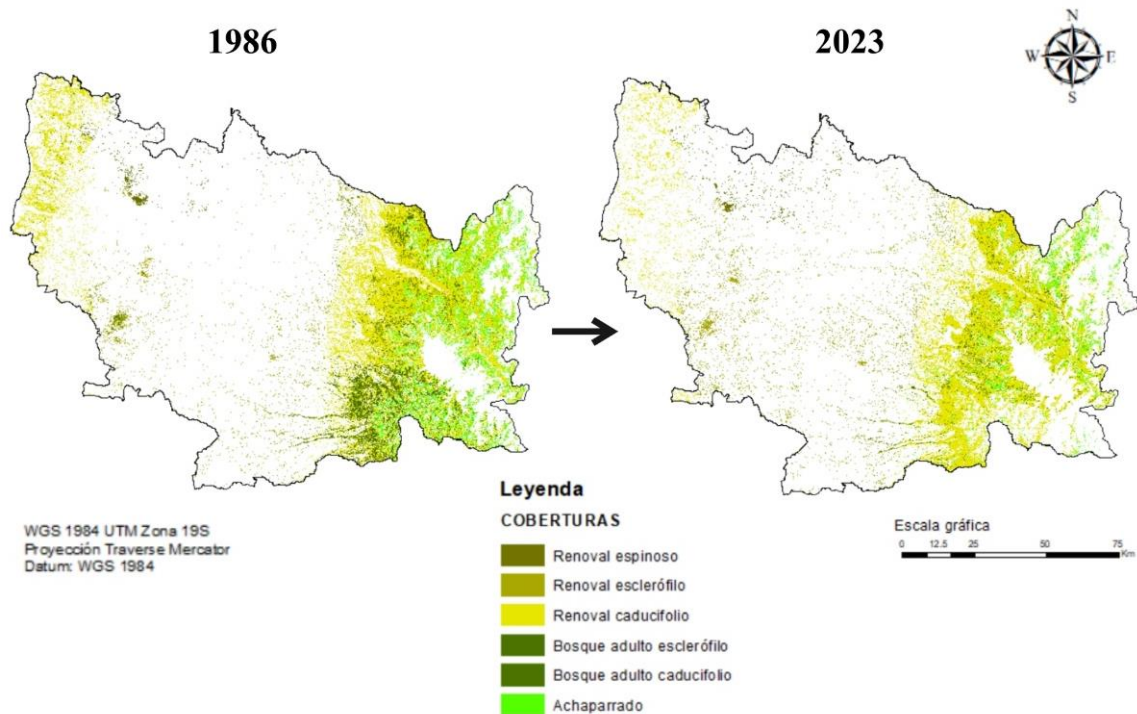 1986
2023
N
W
E
S
WGS 1984 UTM Zona 19S
Proyección Traverse Mercator
Datum: WGS 1984
Leyenda
COBERTURAS
Renoval espinoso
Renoval esclerófilo
Renoval caducifolio
Bosque adulto esclerófilo
Bosque adulto caducifolio
Achaparrado
Escala gráfica
0 12.5 25 50 75
Km